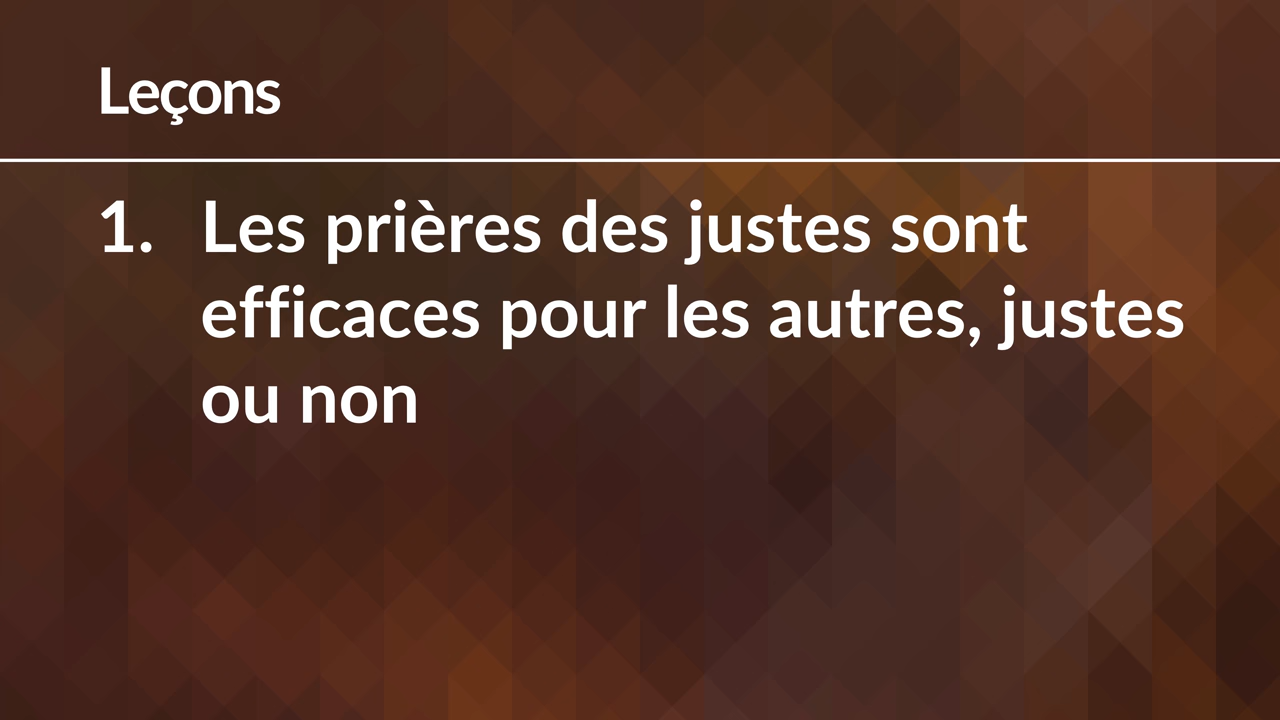 Leçons
1. Les prières des justes sont
efficaces pour les autres, justes
ou non